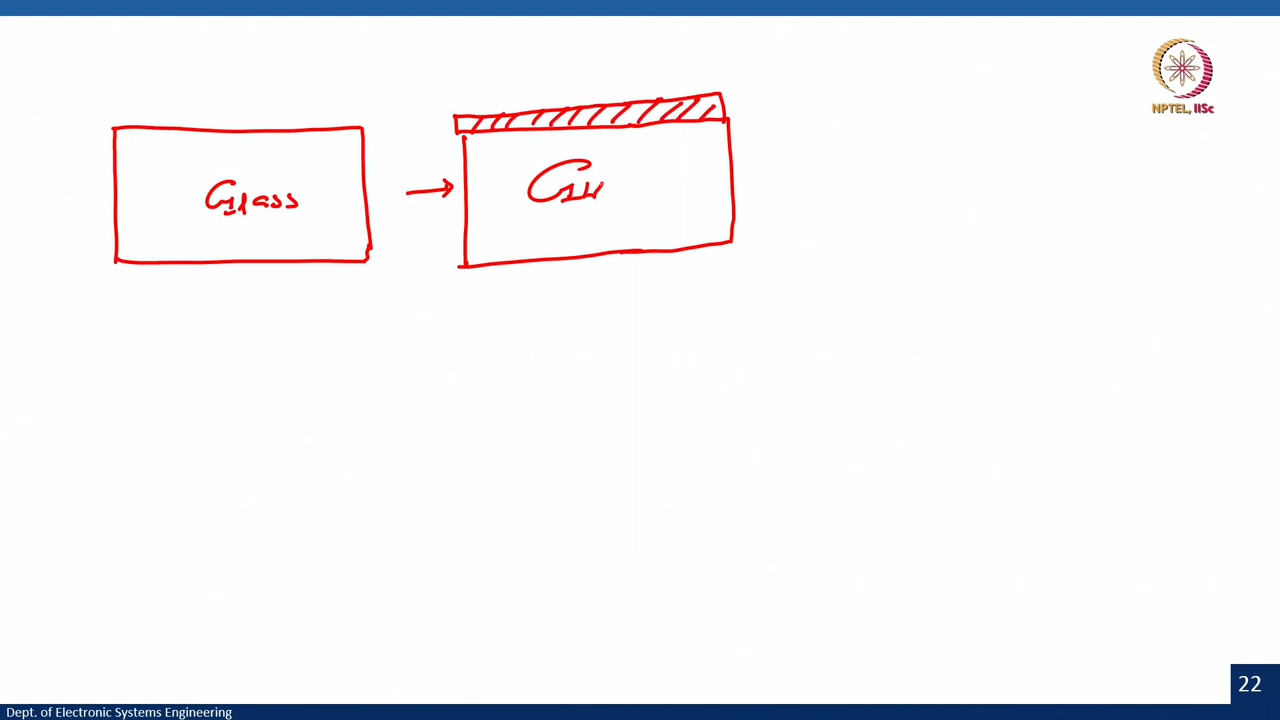 NPTEL, IISc
Glass
22
Dept. of Electronic Systems Engineering